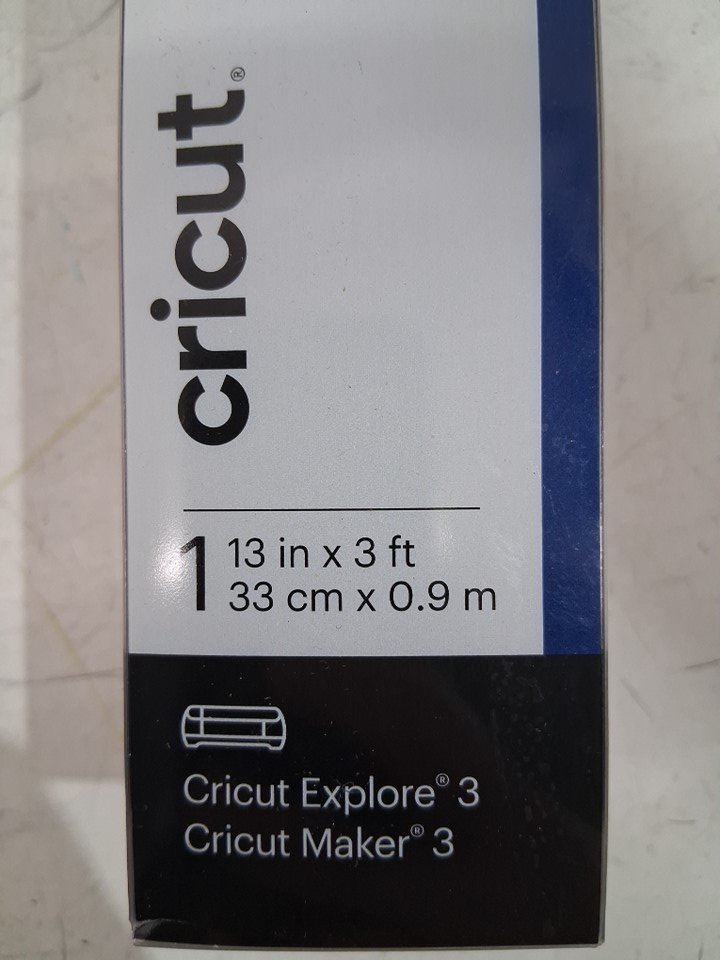 cricut®
1 13 in x 3 ft
33 cm x 0.9 m
Cricut Explore® 3
Cricut Maker® 3